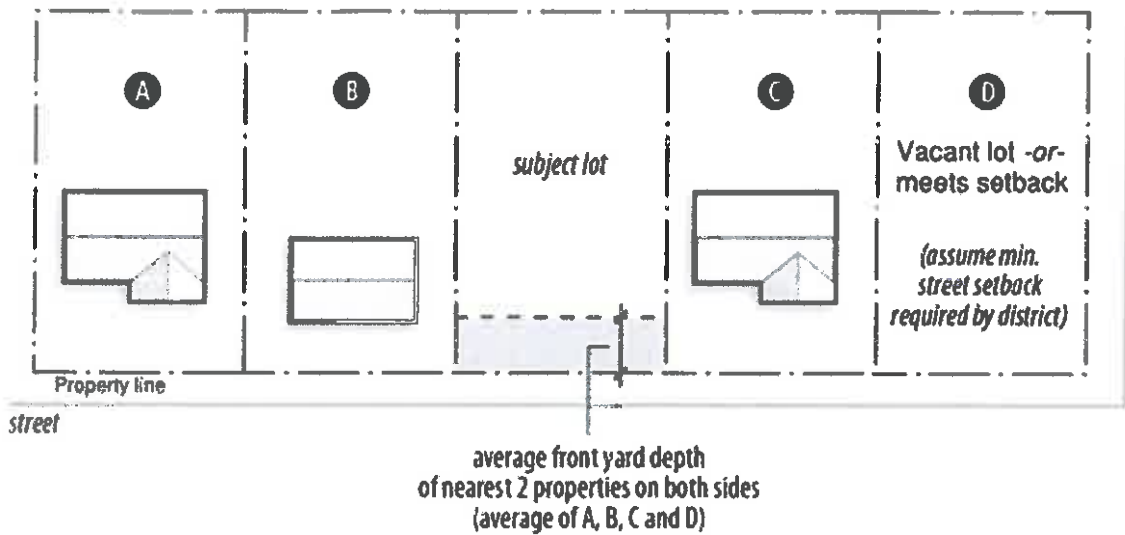 A
B
C
D
subject lot
Vacant lot -or-
meets setback
(assume min.
street setback
required by district)
Property line
street
average front yard depth
of nearest 2 properties on both sides
(average of A, B, C and D)